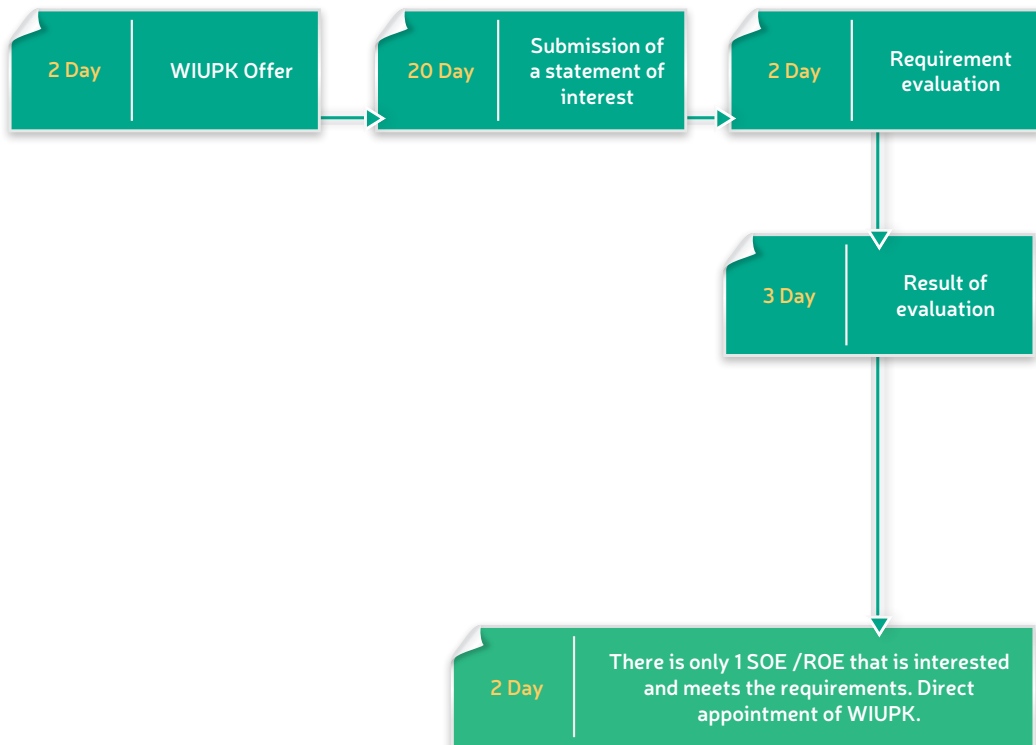 2 Day
WIUPK Offer
20 Day
Submission of
a statement of
interest
2 Day
Requirement
evaluation
3 Day
Result of
evaluation
2 Day
There is only 1 SOE /ROE that is interested
and meets the requirements. Direct
appointment of WIUPK.